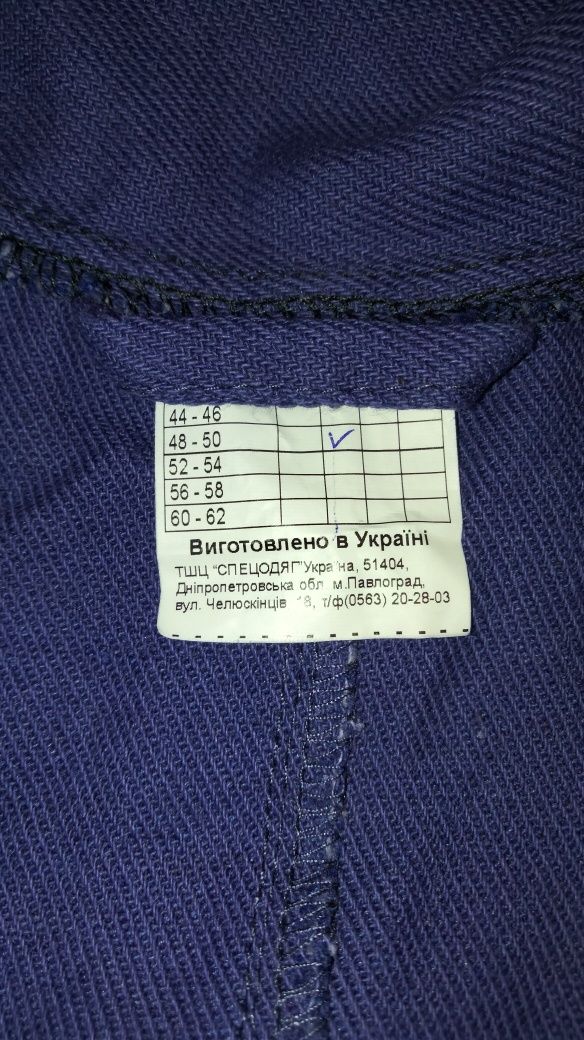 44 - 46
48 - 50
52 - 54
56 - 58
60 - 62
Виготовлено в Україні
ТШЦ "СПЕЦОДЯГ" Україна, 51404,
Дніпропетровська обл м.Павлоград,
вул. Челюскінців т/ф(0563) 20-28-03